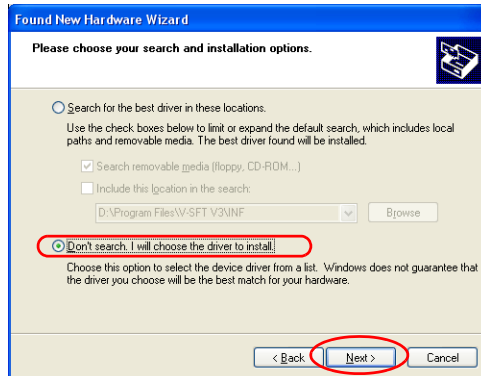 Found New Hardware Wizard
Please choose your search and installation options.
Search for the best driver in these locations.
Use the check boxes below to limit or expand the default search, which includes local
paths and removable media. The best driver found will be installed.
Search removable media (floppy, CD-ROM...)
Include this location in the search:
D:\Program Files\V-SFT V3\INF
Browse
Don't search. I will choose the driver to install.
Choose this option to select the device driver from a list. Windows does not guarantee that
the driver you choose will be the best match for your hardware.
< Back Next > Cancel